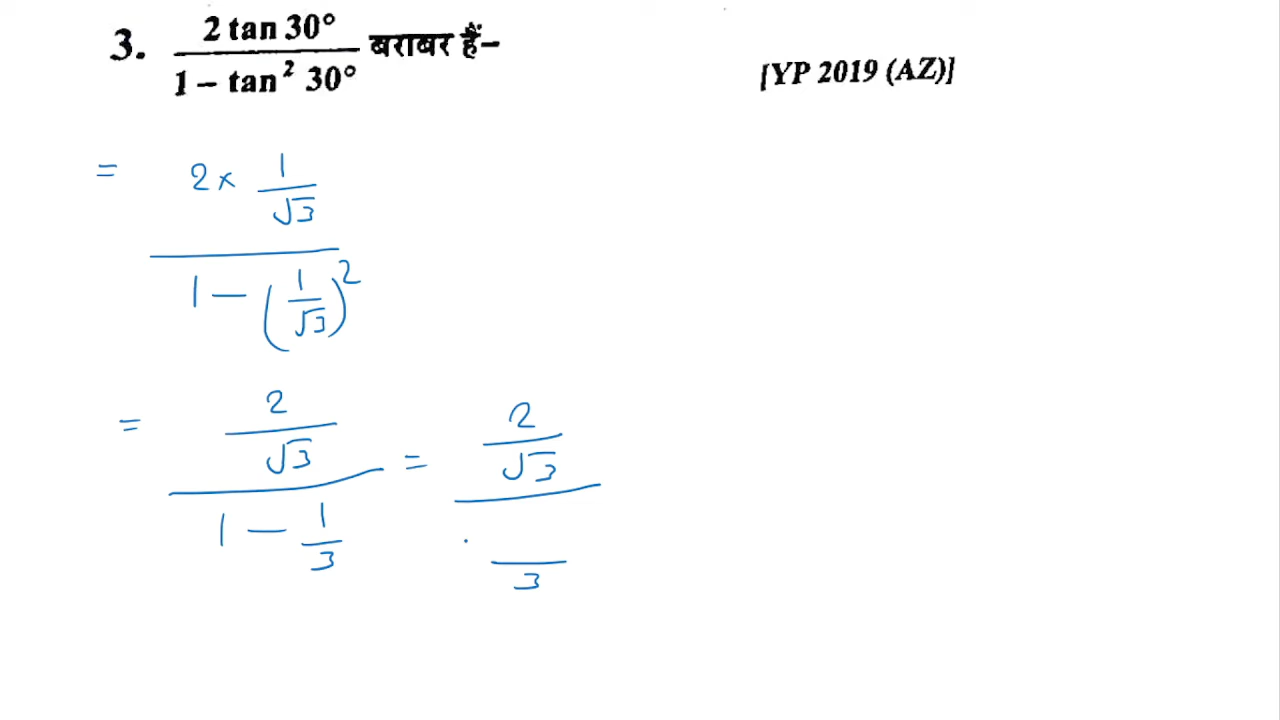 3. 2 tan 30° / 1 – tan² 30° बराबर हैं–
[YP 2019 (AZ)]
= 2 × 1/√3 / 1 – (1/√3)²
= 2/√3 / 1 – 1/3 = 2/√3 / /3